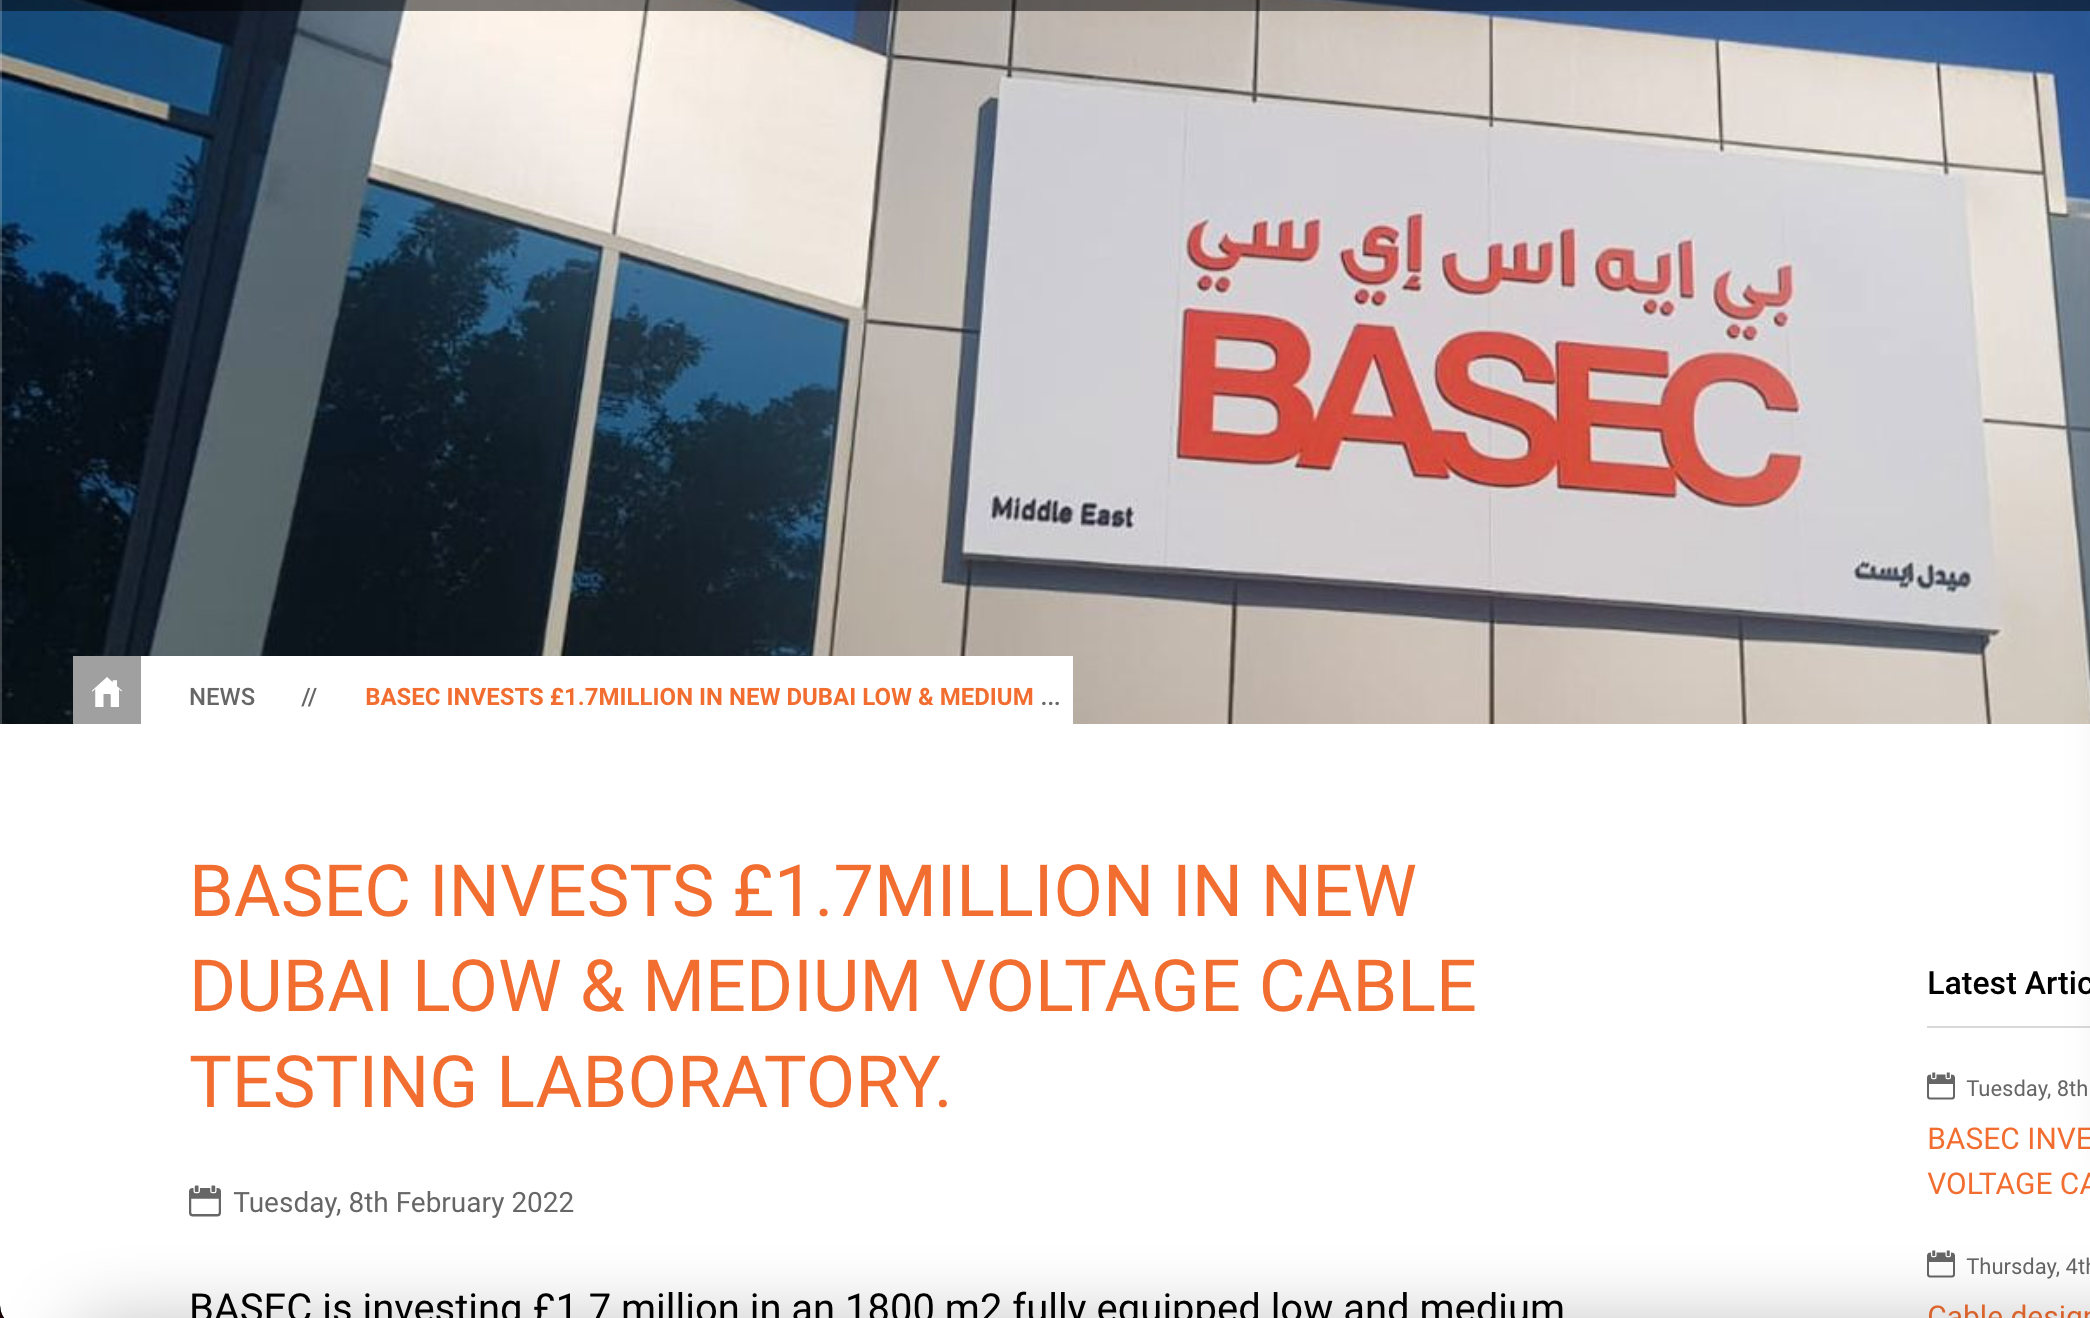 بي ايه اس إي سي
BASEC
Middle East
ميدل ايست
NEWS // BASEC INVESTS £1.7MILLION IN NEW DUBAI LOW & MEDIUM ...
BASEC INVESTS £1.7MILLION IN NEW
DUBAI LOW & MEDIUM VOLTAGE CABLE
TESTING LABORATORY.
Tuesday, 8th February 2022
BASEC is investing £1.7 million in an 1800 m2 fully equipped low and medium
Latest Artic
Tuesday, 8th
BASEC INVE
VOLTAGE CA
Thursday, 4th
Cable design